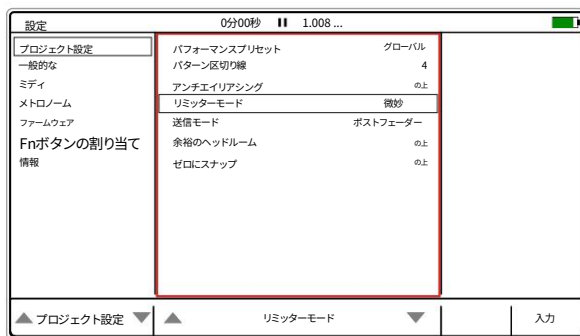 設定 0分00秒 1.008 ...
プロジェクト設定
一般的な
ミディ
メトロノーム
ファームウェア
Fnボタンの割り当て
情報
パフォーマンスプリセット グローバル
パターン区切り線 4
アンチエイリアシング の上
リミッターモード 微妙
送信モード ポストフェーダー
余裕のヘッドルーム の上
ゼロにスナップ の上
プロジェクト設定 リミッターモード 入力